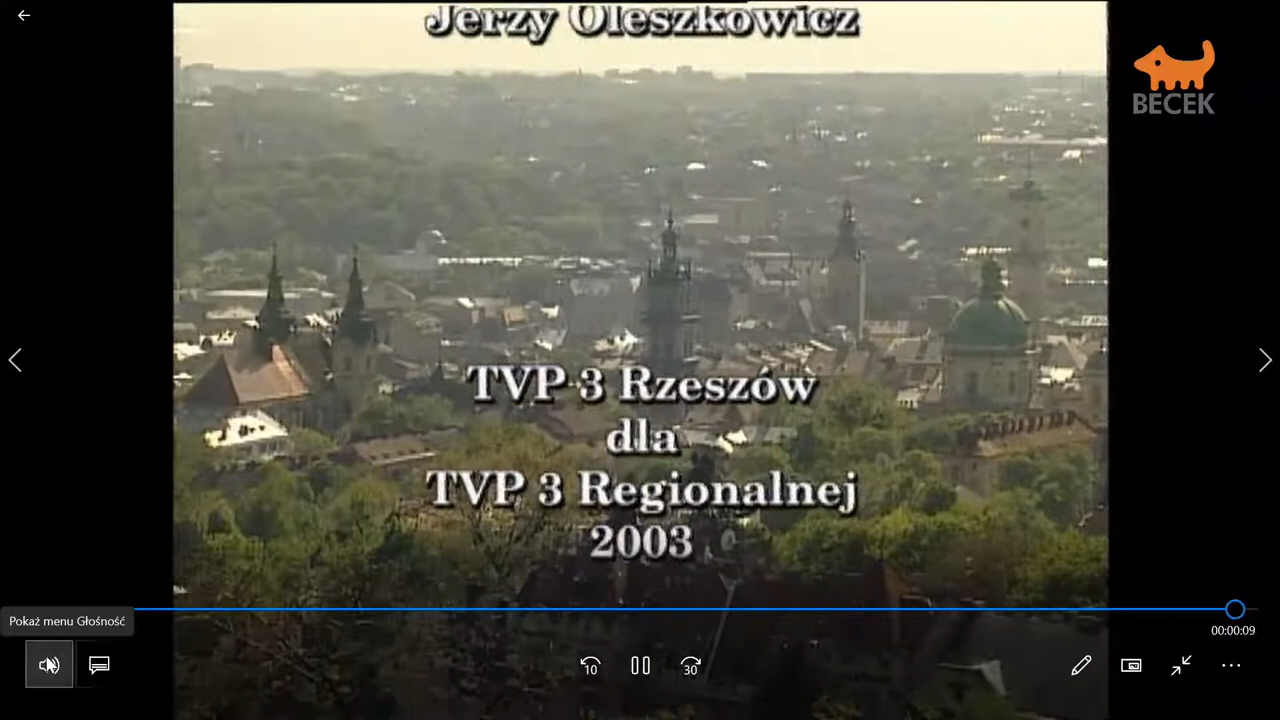 Jerzy Oleszkowicz
BECEK
TVP 3 Rzeszów
dla
TVP 3 Regionalnej
2003
Pokaż menu Głośność
00:00:09
10
30